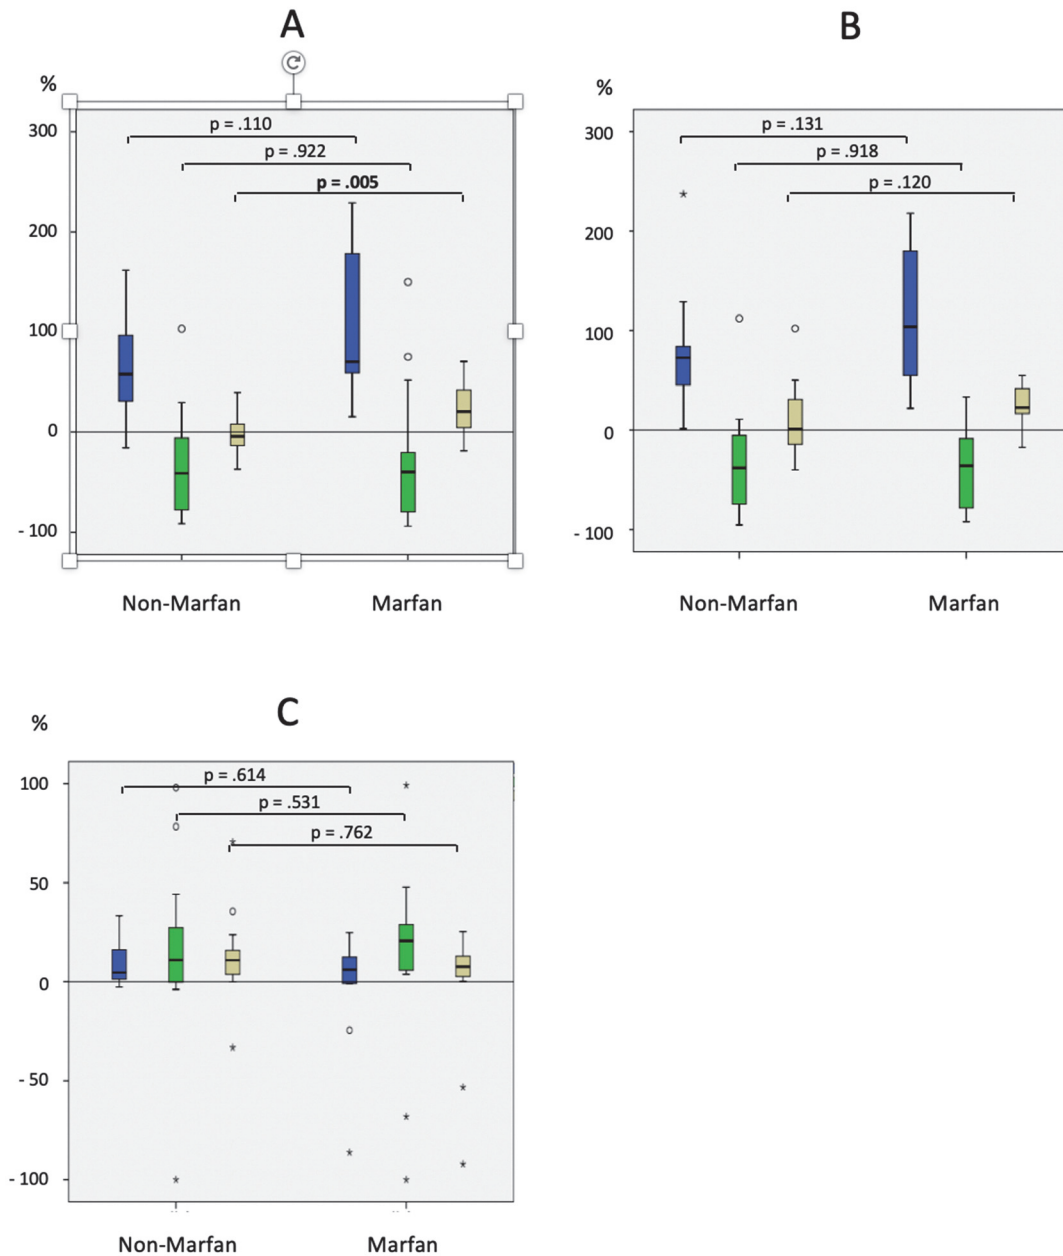 A
%
300
p = .110
p = .922
p = .005
200
100
0
- 100
Non-Marfan Marfan
B
%
300
p = .131
p = .918
p = .120
200
100
0
- 100
Non-Marfan Marfan
C
%
100
p = .614
p = .531
p = .762
50
0
- 50
- 100
Non-Marfan Marfan